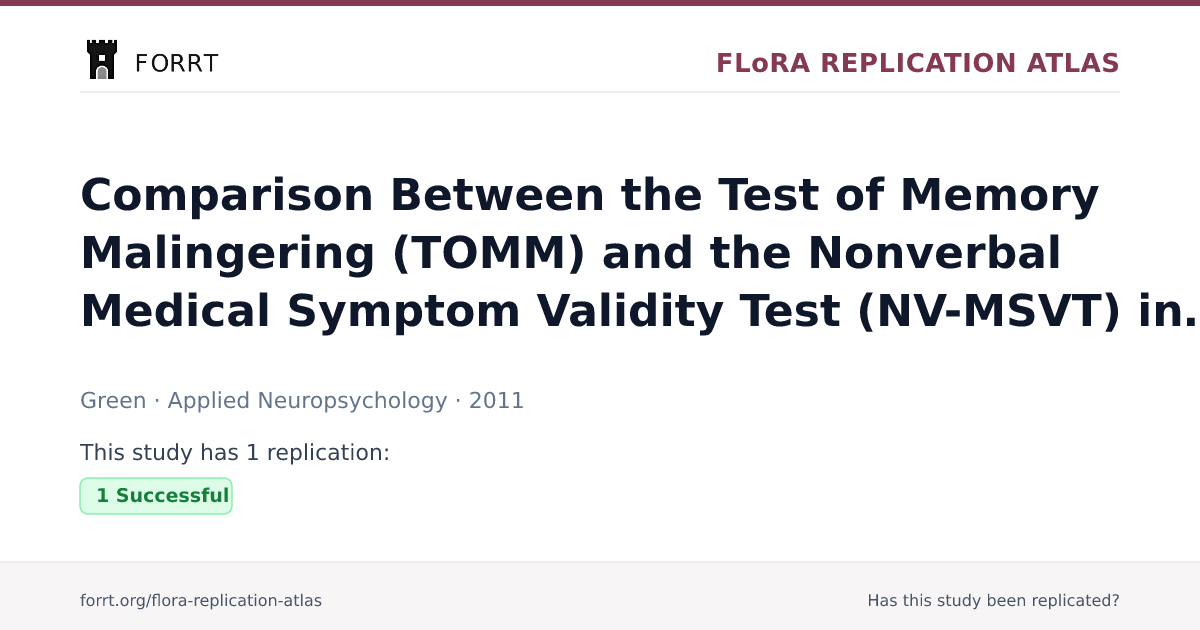 FORRT
FLoRA REPLICATION ATLAS
Comparison Between the Test of Memory
Malingering (TOMM) and the Nonverbal
Medical Symptom Validity Test (NV-MSVT) in.
Green · Applied Neuropsychology · 2011
This study has 1 replication:
1 Successful
forrt.org/flora-replication-atlas
Has this study been replicated?